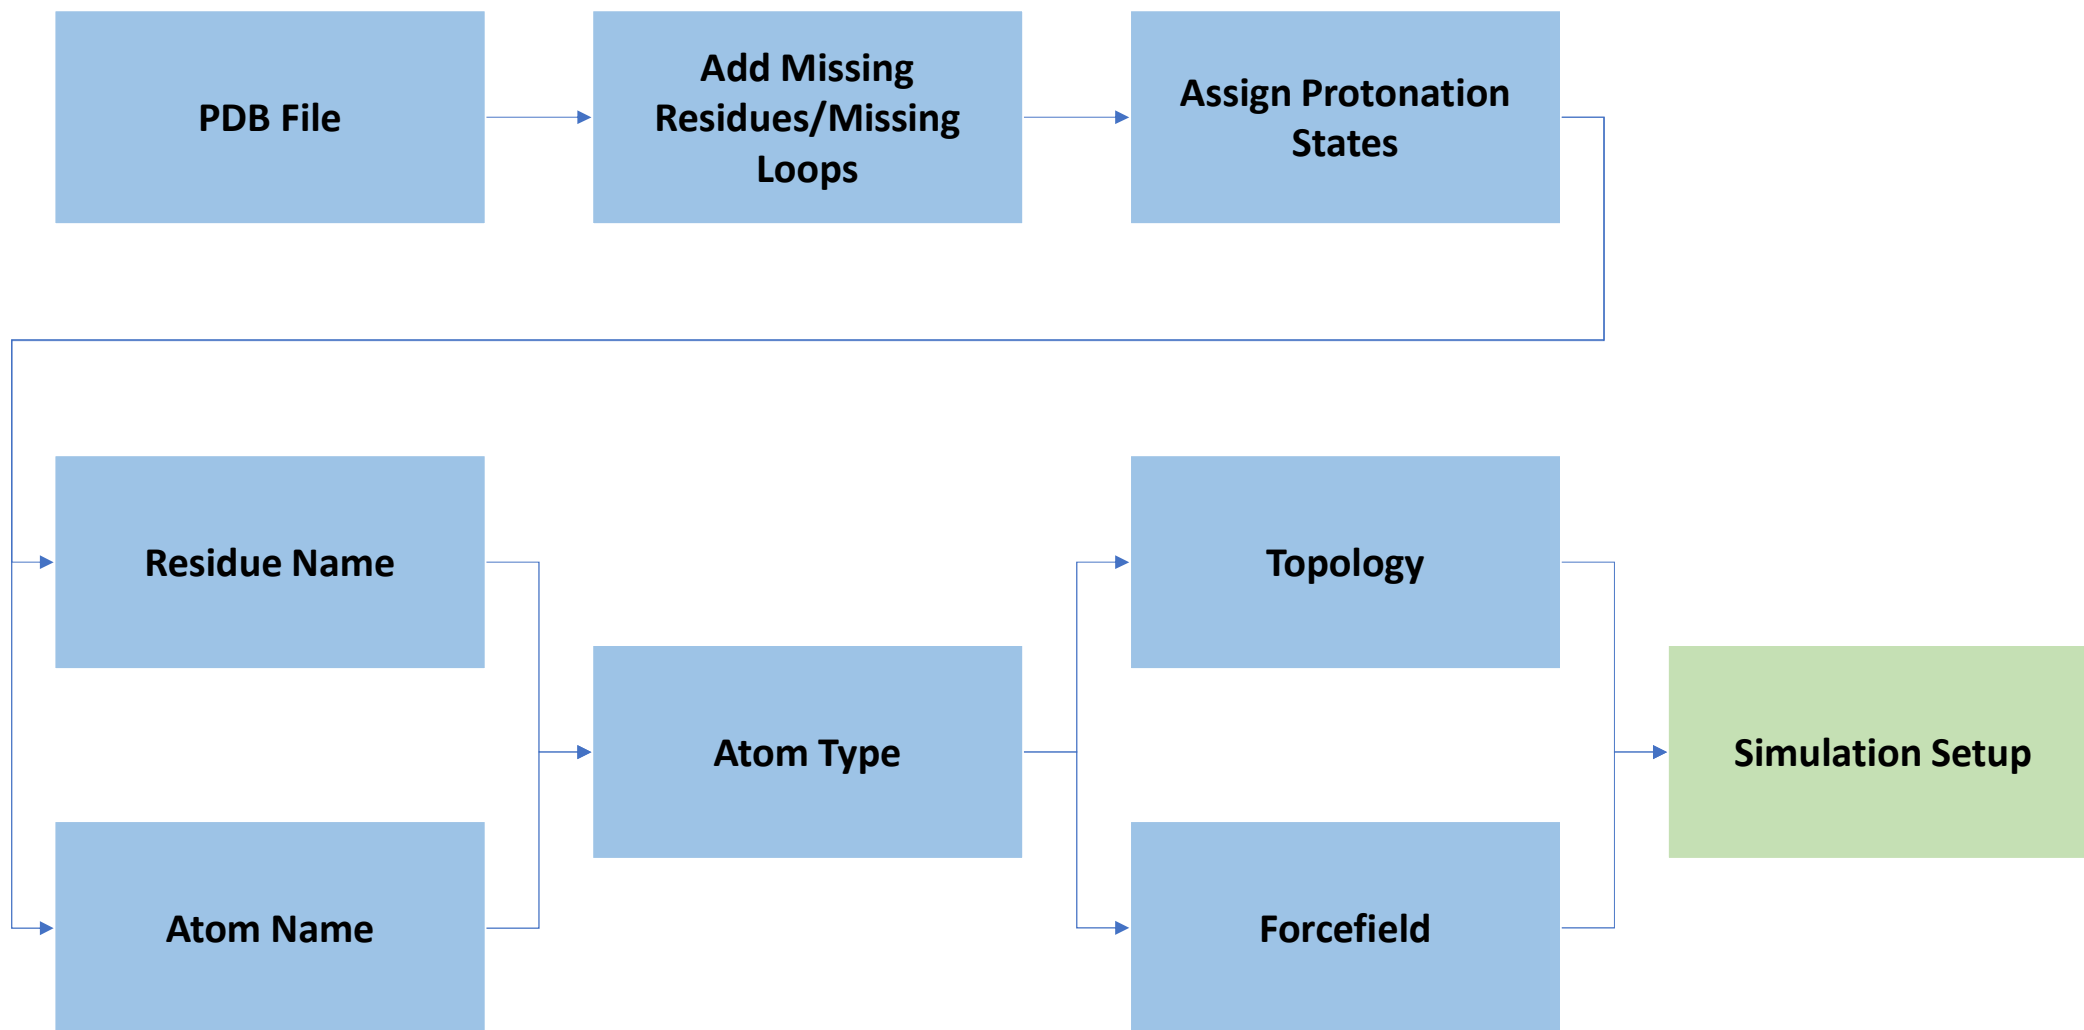 PDB File
Add Missing
Residues/Missing
Loops
Assign Protonation
States
Residue Name
Atom Name
Atom Type
Topology
Forcefield
Simulation Setup